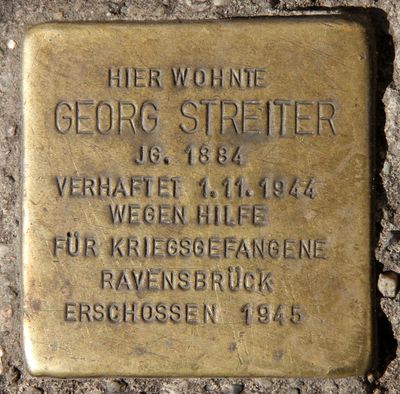 HIER WOHNTE
GEORG STREITER
JG. 1884
VERHAFTET 1.11.1944
WEGEN HILFE
FÜR KRIEGSGEFANGENE
RAVENSBRÜCK
ERSCHOSSEN 1945